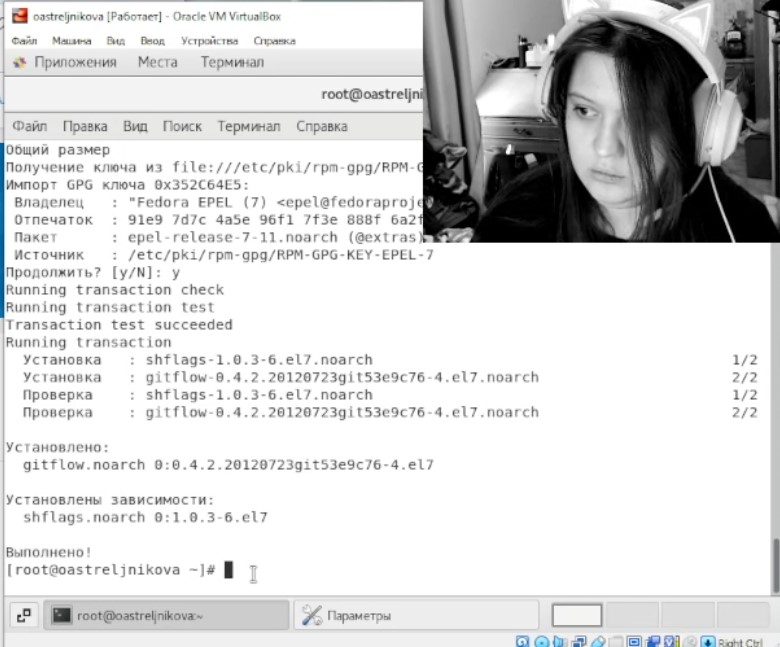 oastreljnikova [Работает] - Oracle VM VirtualBox
Файл Машина Вид Ввод Устройства Справка
Приложения Места Терминал
root@oastreljni
Файл Правка Вид Поиск Терминал Справка
Общий размер
Получение ключа из file:///etc/pki/rpm-gpg/RPM-G
Импорт GPG ключа 0x352C64E5:
Владелец : "Fedora EPEL (7) <epel@fedoraproje
Отпечаток : 91e9 7d7c 4a5e 96f1 7f3e 888f 6a2f
Пакет : epel-release-7-11.noarch (@extras)
Источник : /etc/pki/rpm-gpg/RPM-GPG-KEY-EPEL-7
Продолжить? [y/N]: y
Running transaction check
Running transaction test
Transaction test succeeded
Running transaction
Установка : shflags-1.0.3-6.el7.noarch 1/2
Установка : gitflow-0.4.2.20120723git53e9c76-4.el7.noarch 2/2
Проверка : shflags-1.0.3-6.el7.noarch 1/2
Проверка : gitflow-0.4.2.20120723git53e9c76-4.el7.noarch 2/2
Установлено:
gitflow.noarch 0:0.4.2.20120723git53e9c76-4.el7
Установлены зависимости:
shflags.noarch 0:1.0.3-6.el7
Выполнено!
[root@oastreljnikova ~]#
root@oastreljnikova:~ Параметры
Right Ctrl